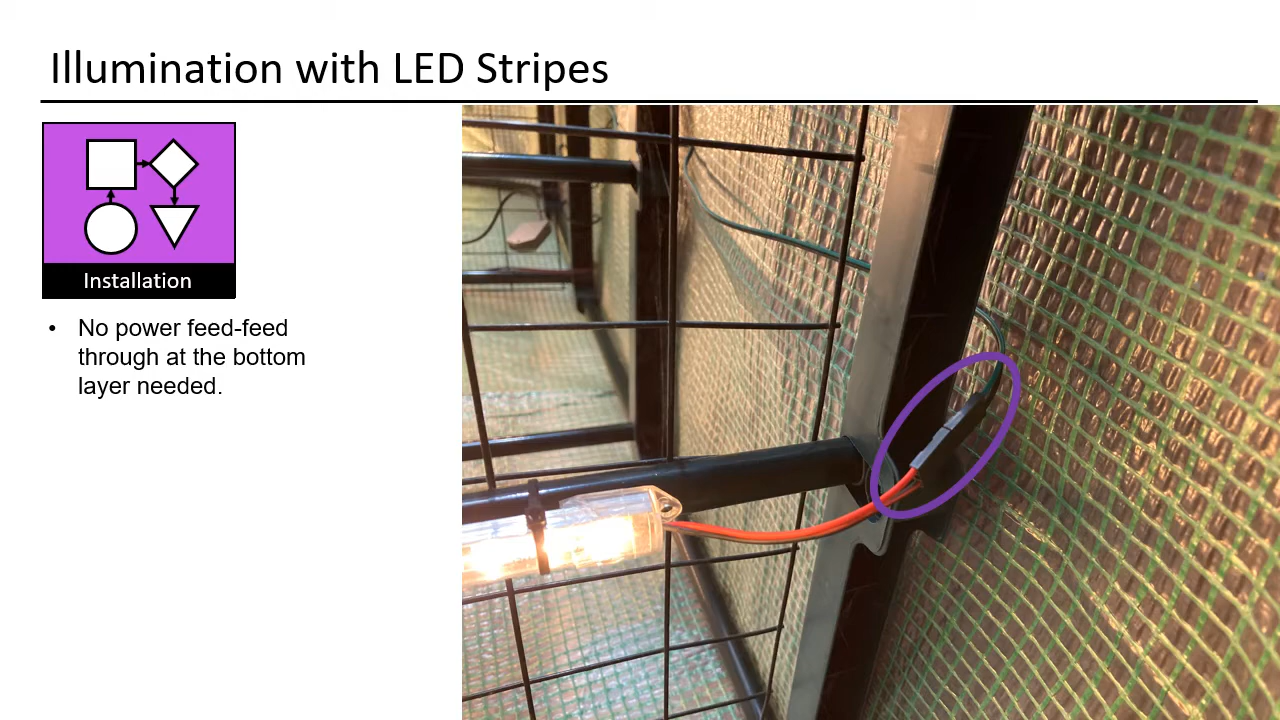 Illumination with LED Stripes
Installation
• No power feed-feed
through at the bottom
layer needed.